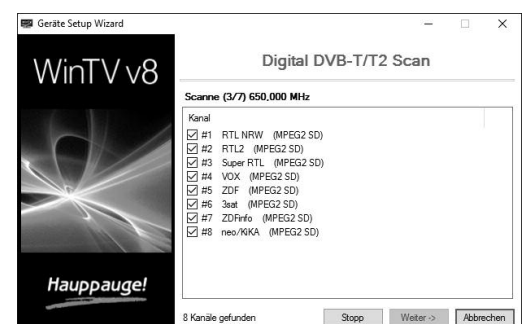 Geräte Setup Wizard
WinTV v8
Digital DVB-T/T2 Scan
Scanne (3/7) 650,000 MHz
Kanal
#1 RTL NRW (MPEG2 SD)
#2 RTL2 (MPEG2 SD)
#3 Super RTL (MPEG2 SD)
#4 VOX (MPEG2 SD)
#5 ZDF (MPEG2 SD)
#6 3sat (MPEG2 SD)
#7 ZDFinfo (MPEG2 SD)
#8 neo/KiKA (MPEG2 SD)
Hauppauge!
8 Kanäle gefunden
Stopp
Weiter ->
Abbrechen